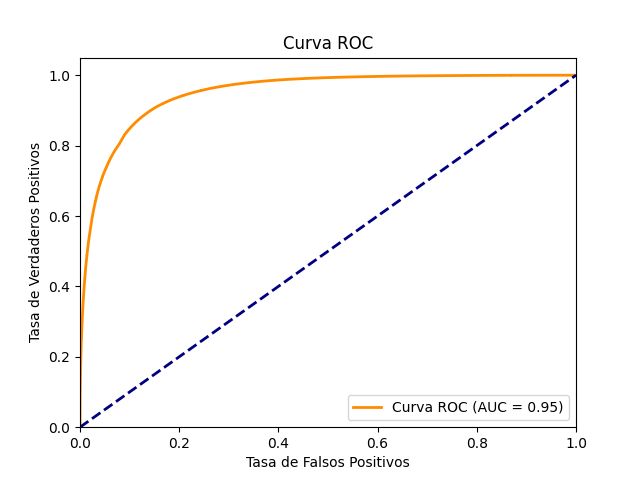 Curva ROC
1.0
0.8
0.6
0.4
0.2
0.0
Tasa de Verdaderos Positivos
Curva ROC (AUC = 0.95)
0.0 0.2 0.4 0.6 0.8 1.0
Tasa de Falsos Positivos